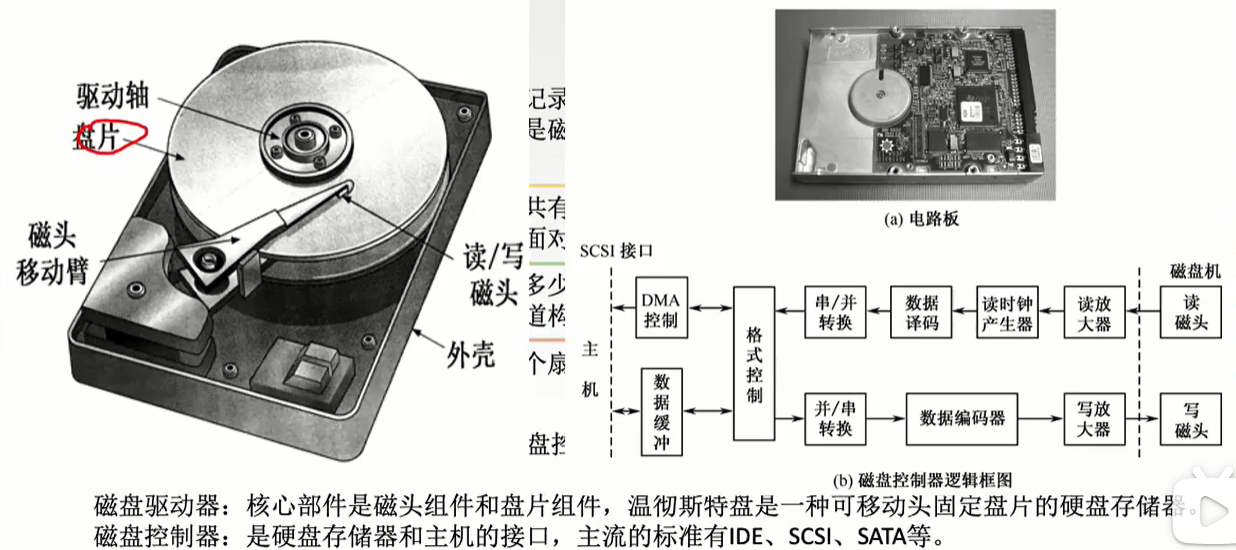 驱动轴
盘片
磁头
移动臂
读/写
磁头
外壳
记录
是磁
共有
面对
多少
道构
个扇
盘控
(a) 电路板
SCSI 接口
磁盘机
主
机
DMA
控制
数
据
缓
冲
格
式
控
制
串/并
转换
数据
译码
读时钟
产生器
读放
大器
读
磁头
并/串
转换
数据编码器
写放
大器
写
磁头
(b) 磁盘控制器逻辑框图
磁盘驱动器：核心部件是磁头组件和盘片组件，温彻斯特盘是一种可移动头固定盘片的硬盘存储器。
磁盘控制器：是硬盘存储器和主机的接口，主流的标准有IDE、SCSI、SATA等。